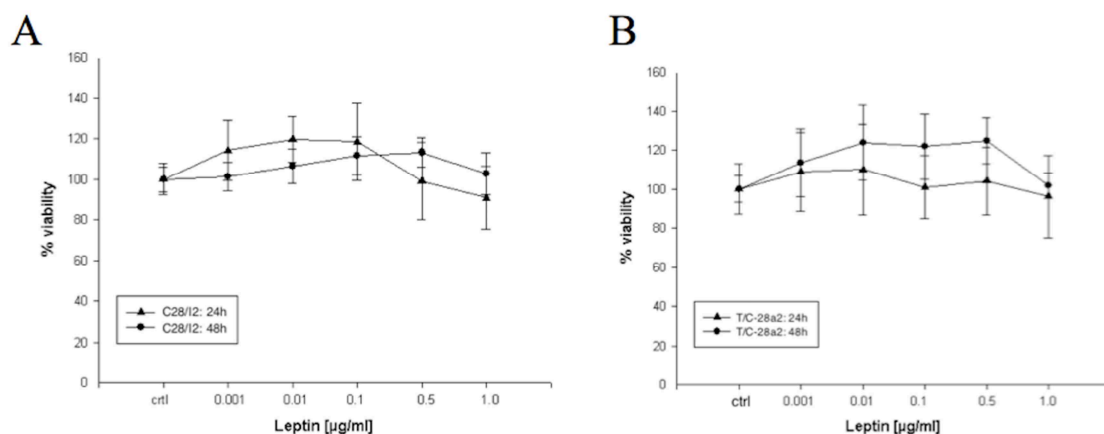 A
160
140
120
100
80
60
40
20
0
% viability
C28/I2: 24h
C28/I2: 48h
crtl 0.001 0.01 0.1 0.5 1.0
Leptin [µg/ml]
B
160
140
120
100
80
60
40
20
0
% viability
T/C-28a2: 24h
T/C-28a2: 48h
ctrl 0.001 0.01 0.1 0.5 1.0
Leptin [µg/ml]